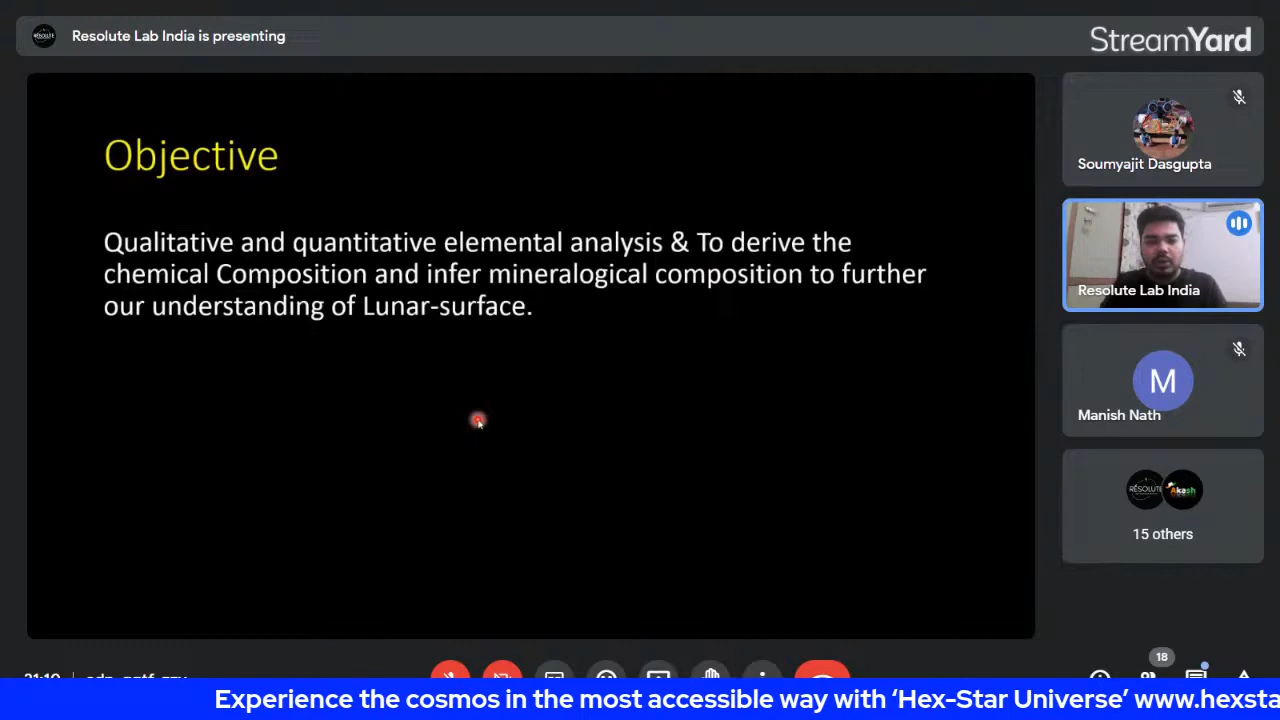 Resolute Lab India is presenting
StreamYard
Objective
Qualitative and quantitative elemental analysis & To derive the
chemical Composition and infer mineralogical composition to further
our understanding of Lunar-surface.
Soumyajit Dasgupta
Resolute Lab India
M
Manish Nath
RÉSOLUTE
Akash
15 others
18
Experience the cosmos in the most accessible way with ‘Hex-Star Universe’ www.hexsta